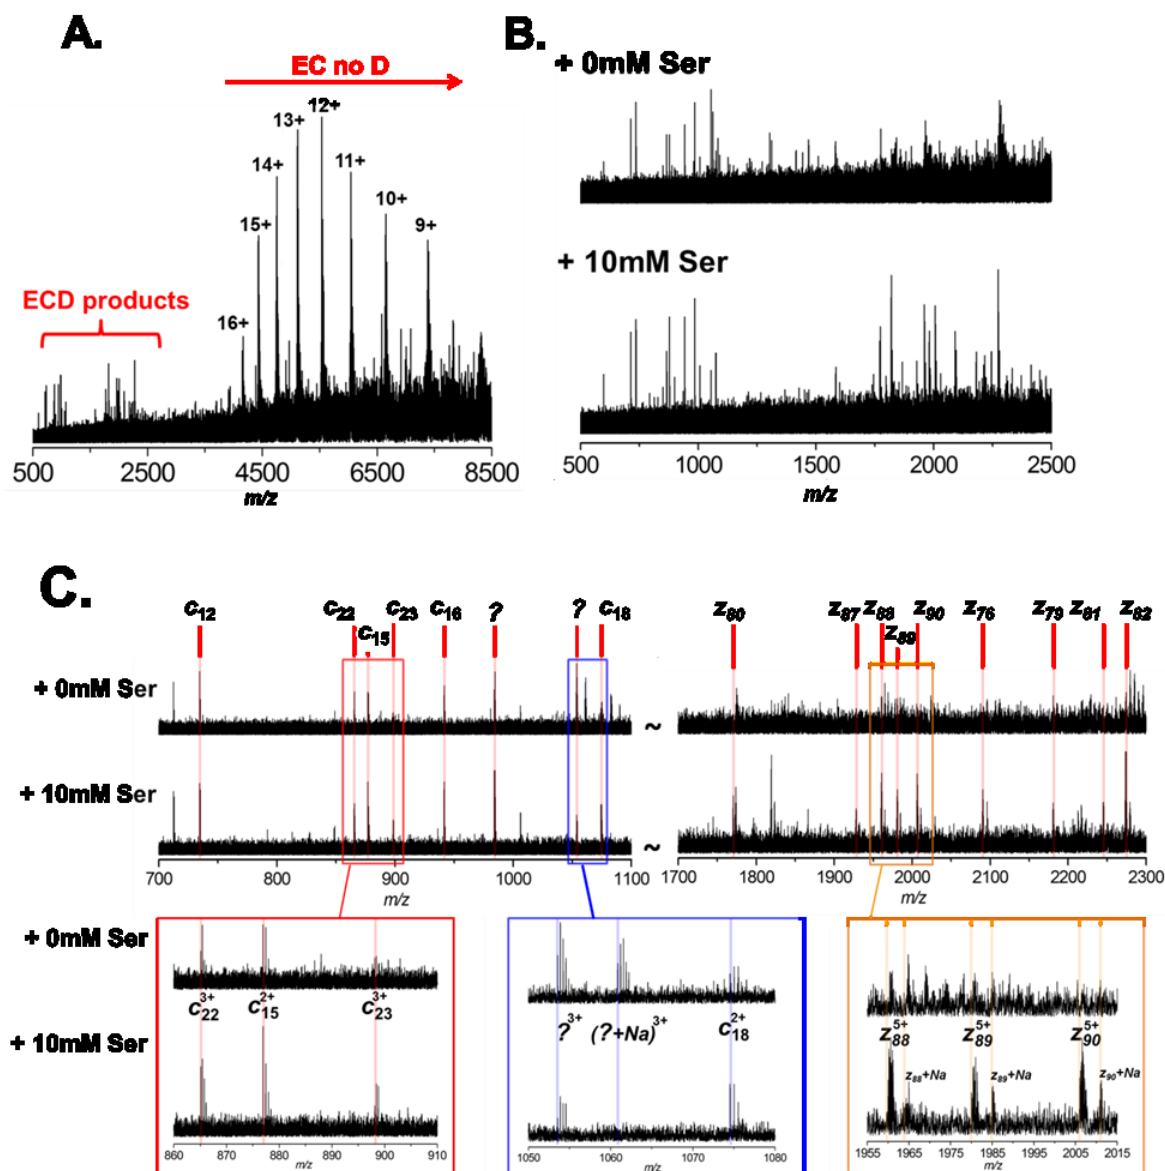 A.
EC no D
16+
15+
14+
13+
12+
11+
10+
9+
ECD products
500 2500 4500 6500 8500
m/z
B.
+ 0mM Ser
+ 10mM Ser
500 1000 1500 2000 2500
m/z
C.
c12 c22 c15 c23 c16 ? ? c18 z80 z87 z88 z89 z90 z76 z79 z81 z82
+ 0mM Ser
~
+ 10mM Ser
~
700 800 900 1000 1100 1700 1800 1900 2000 2100 2200 2300
m/z m/z
+ 0mM Ser
c22 3+ c15 2+ c23 3+
+ 10mM Ser
860 870 880 890 900 910
m/z
?3+ (?+Na)3+ c18 2+
1050 1060 1070 1080
m/z
z88 5+ z89 5+ z90 5+
z88+Na z89+Na z90+Na
1955 1965 1975 1985 1995 2005 2015
m/z